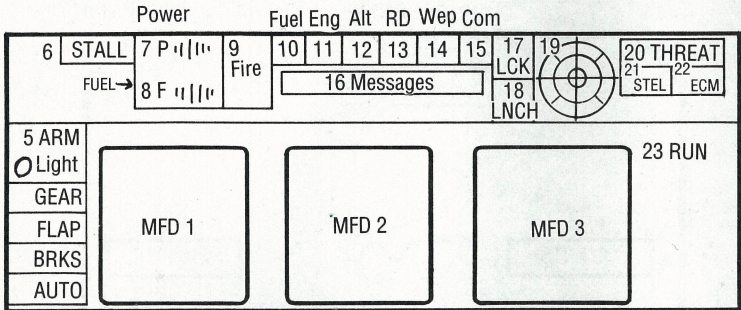 Power
Fuel Eng Alt RD Wep Com
6 STALL 7 P 9 Fire 10 11 12 13 14 15 17 LCK 19 20 THREAT
FUEL→ 8 F 16 Messages 18 LNCH 21 STEL 22 ECM
5 ARM
Light
23 RUN
GEAR
FLAP
BRKS
AUTO
MFD 1
MFD 2
MFD 3